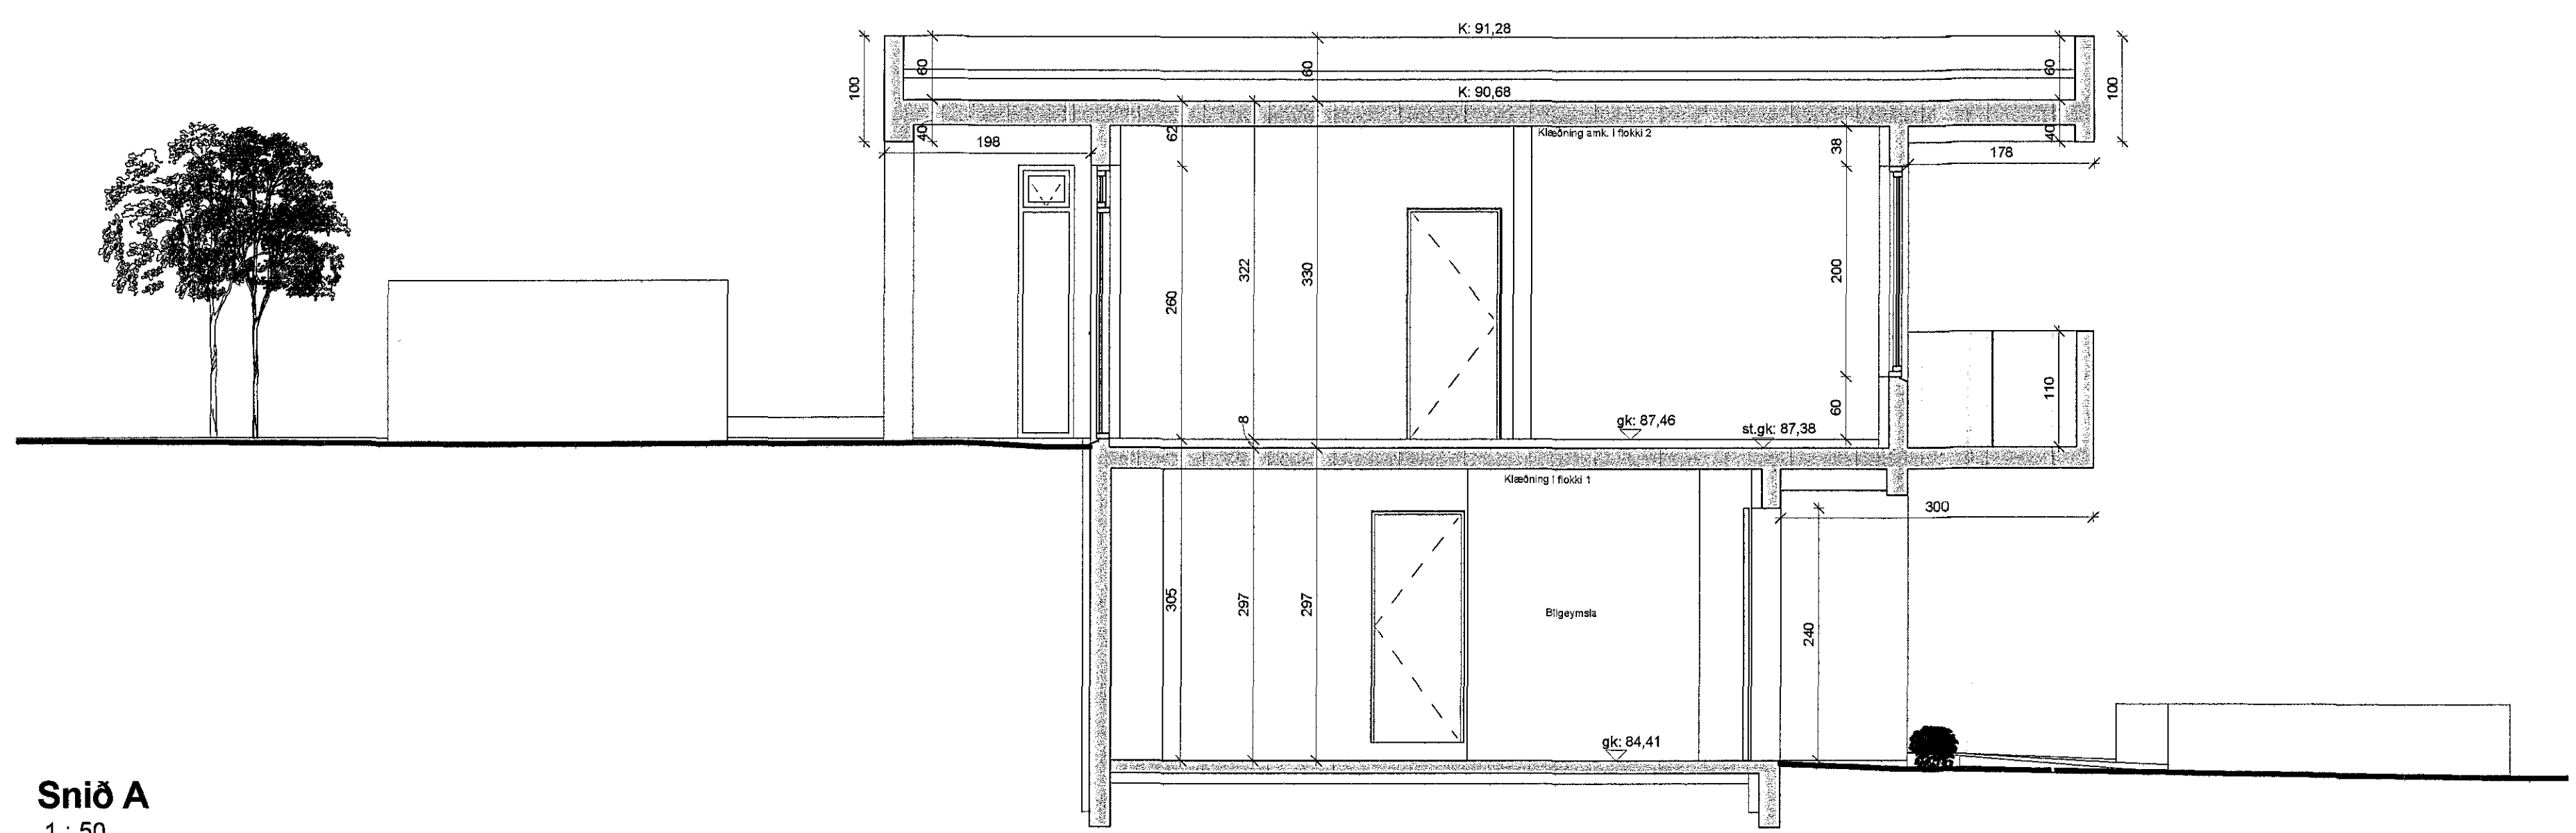 K: 91,28
100
60
60
60
100
K: 90,68
40
62
Klæðning amk. í flokki 2
38
40
198
178
260
322
330
200
110
8
gk: 87,46
st.gk: 87,38
60
Klæðning í flokki 1
300
305
297
297
Bílgeymsla
240
gk: 84,41
Snið A
1 : 50